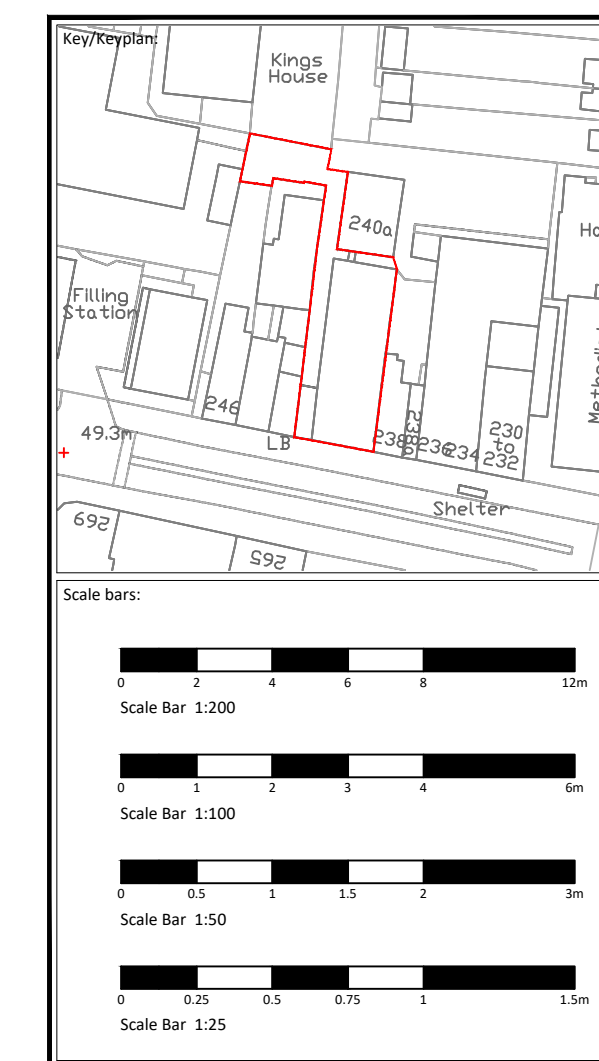 Key/Keyplan:
Kings
House
240a
Ho
Filling
Station
Methodist
246
49.3m
LB
238
238a
236
234
230
to
232
Shelter
269
265
Scale bars:
0 2 4 6 8 12m
Scale Bar 1:200
0 1 2 3 4 6m
Scale Bar 1:100
0 0.5 1 1.5 2 3m
Scale Bar 1:50
0 0.25 0.5 0.75 1 1.5m
Scale Bar 1:25